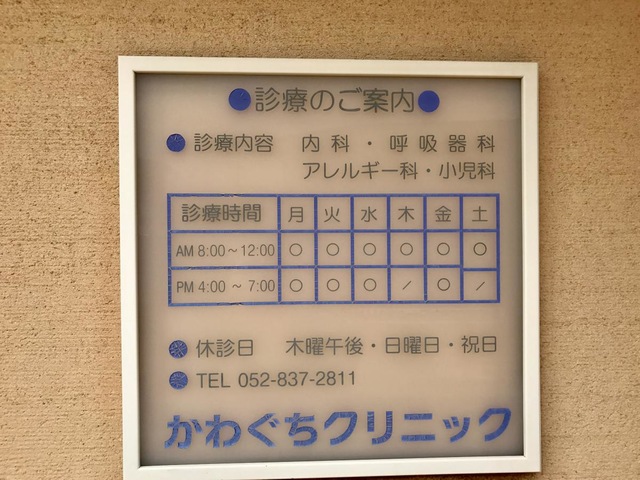 ●診療のご案内●
●診療内容 内科・呼吸器科
アレルギー科・小児科
診療時間 月 火 水 木 金 土
AM 8:00～12:00 ○ ○ ○ ○ ○ ○
PM 4:00 ～ 7:00 ○ ○ ○ ／ ○ ／
●休診日 木曜午後・日曜日・祝日
●TEL 052-837-2811
かわぐちクリニック